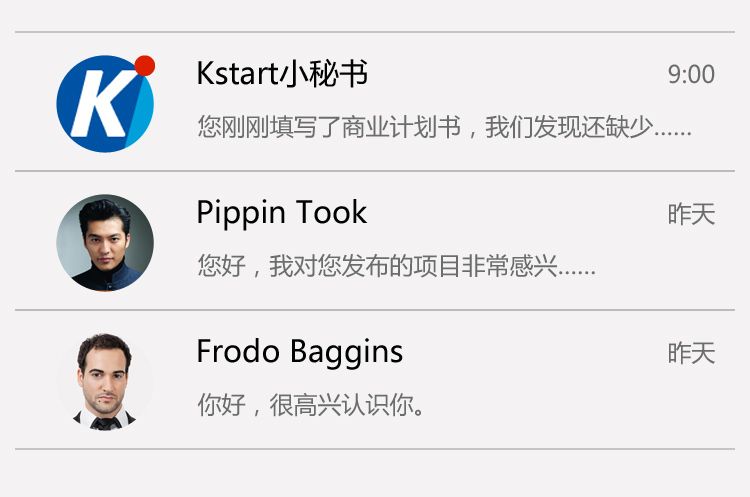 K
Kstart小秘书
9:00
您刚刚填写了商业计划书，我们发现还缺少……
Pippin Took
昨天
您好，我对您发布的项目非常感兴……
Frodo Baggins
昨天
你好，很高兴认识你。